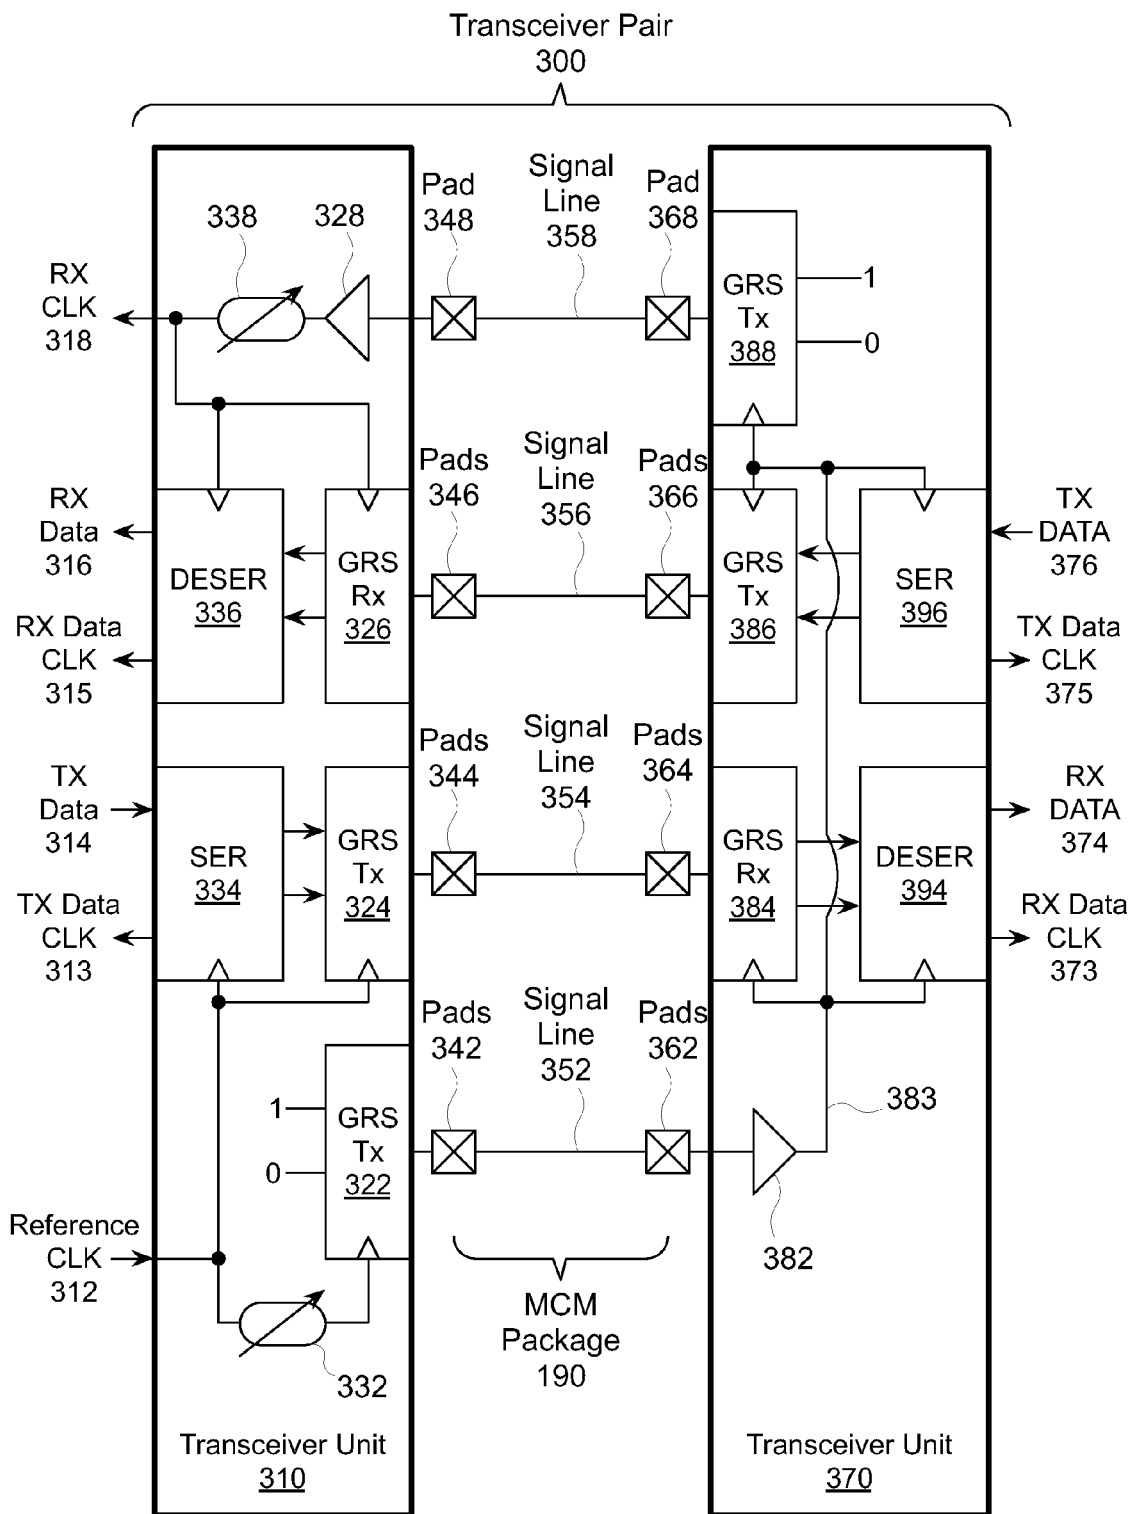 Transceiver Pair
300
338
328
Pad
348
Signal
Line
358
Pad
368
RX
CLK
318
GRS
Tx
388
1
0
Pads
346
Signal
Line
356
Pads
366
RX
Data
316
RX Data
CLK
315
DESER
336
GRS
Rx
326
GRS
Tx
386
SER
396
TX
DATA
376
TX Data
CLK
375
Pads
344
Signal
Line
354
Pads
364
TX
Data
314
TX Data
CLK
313
SER
334
GRS
Tx
324
GRS
Rx
384
DESER
394
RX
DATA
374
RX Data
CLK
373
Pads
342
Signal
Line
352
Pads
362
1
0
GRS
Tx
322
383
382
Reference
CLK
312
332
MCM
Package
190
Transceiver Unit
310
Transceiver Unit
370